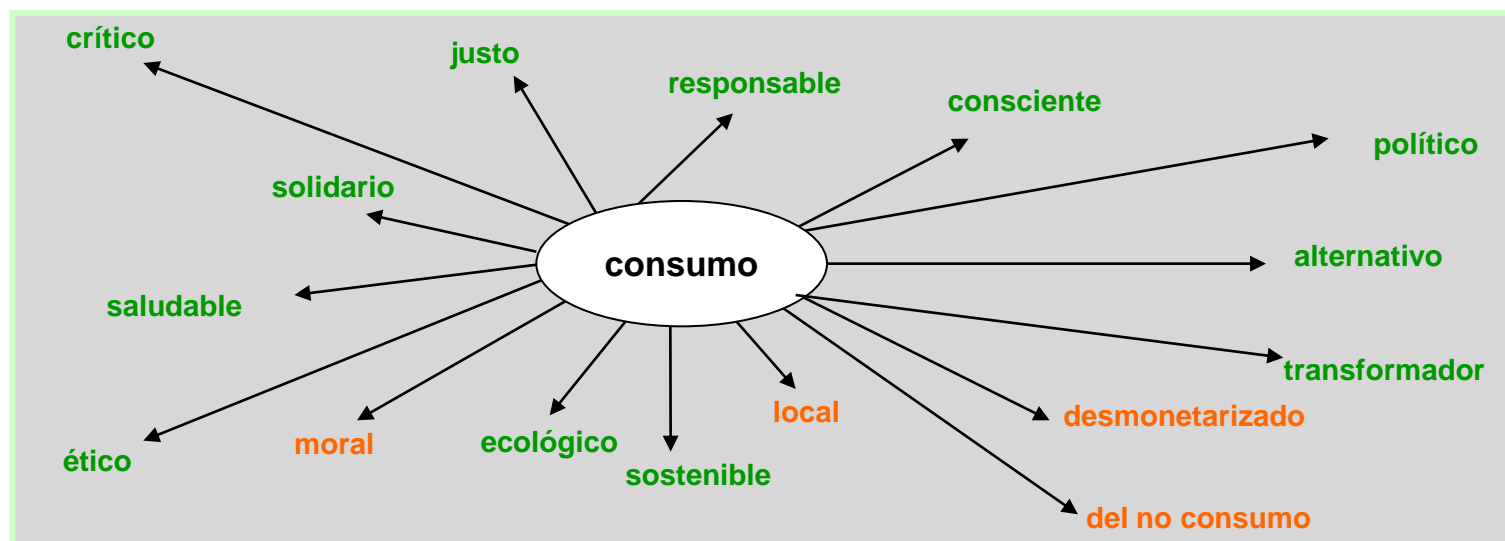 crítico
justo
responsable
consciente
político
solidario
alternativo
consumo
saludable
transformador
local
desmonetarizado
moral
ecológico
ético
sostenible
del no consumo